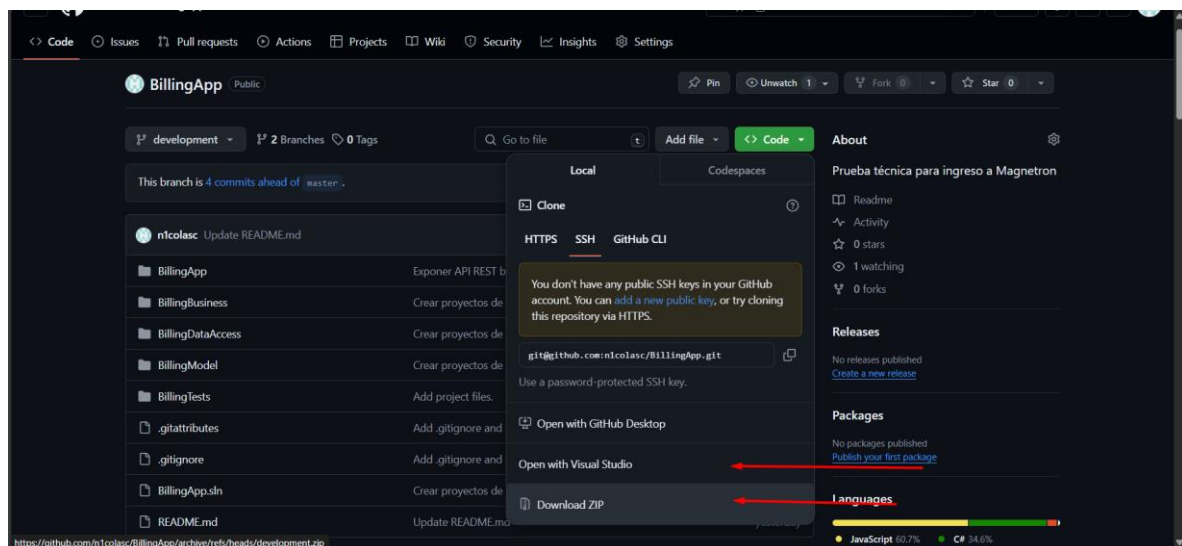 Code Issues Pull requests Actions Projects Wiki Security Insights Settings
BillingApp Public
Pin Unwatch 1 Fork 0 Star 0
development 2 Branches 0 Tags
Go to file t Add file Code
This branch is 4 commits ahead of master .
n1colasc Update README.md
BillingApp Exponer API REST b
BillingBusiness Crear proyectos de
BillingDataAccess Crear proyectos de
BillingModel Crear proyectos de
BillingTests Add project files.
.gitattributes Add .gitignore and
.gitignore Add .gitignore and
BillingApp.sln Crear proyectos de
README.md Update README.md yesterday
Local Codespaces
Clone
HTTPS SSH GitHub CLI
You don't have any public SSH keys in your GitHub
account. You can add a new public key, or try cloning
this repository via HTTPS.
git@github.com:n1colasc/BillingApp.git
Use a password-protected SSH key.
Open with GitHub Desktop
Open with Visual Studio
Download ZIP
About
Prueba técnica para ingreso a Magnetron
Readme
Activity
0 stars
1 watching
0 forks
Releases
No releases published
Create a new release
Packages
No packages published
Publish your first package
Languages
JavaScript 60.7% C# 34.6%
https://github.com/n1colasc/BillingApp/archive/refs/heads/development.zip